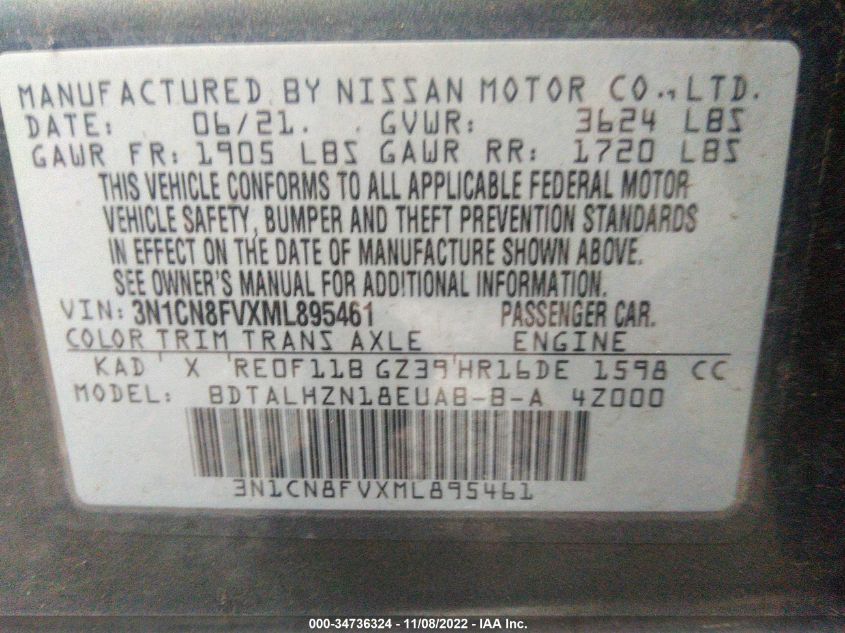 MANUFACTURED BY NISSAN MOTOR CO., LTD.
DATE: 06/21. GVWR: 3624 LBS
GAWR FR: 1905 LBS GAWR RR: 1720 LBS
THIS VEHICLE CONFORMS TO ALL APPLICABLE FEDERAL MOTOR
VEHICLE SAFETY, BUMPER AND THEFT PREVENTION STANDARDS
IN EFFECT ON THE DATE OF MANUFACTURE SHOWN ABOVE.
SEE OWNER'S MANUAL FOR ADDITIONAL INFORMATION.
VIN: 3N1CN8FVXML895461 PASSENGER CAR.
COLOR TRIM TRANS AXLE ENGINE
KAD X RE0F11B GZ39 HR16DE 1598 CC
MODEL: BDTALHZN18EUA8-B-A 4Z000
3N1CN8FVXML895461
000-34736324 - 11/08/2022 - IAA Inc.